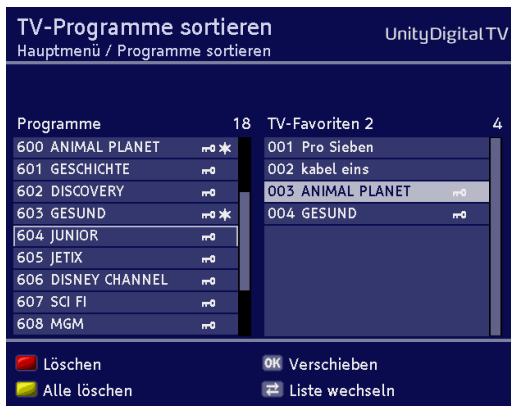 TV-Programme sortieren
UnityDigitalTV
Hauptmenü / Programme sortieren
Programme 18
600 ANIMAL PLANET
601 GESCHICHTE
602 DISCOVERY
603 GESUND
604 JUNIOR
605 JETIX
606 DISNEY CHANNEL
607 SCI FI
608 MGM
TV-Favoriten 2 4
001 Pro Sieben
002 kabel eins
003 ANIMAL PLANET
004 GESUND
Löschen
OK Verschieben
Alle löschen
Liste wechseln